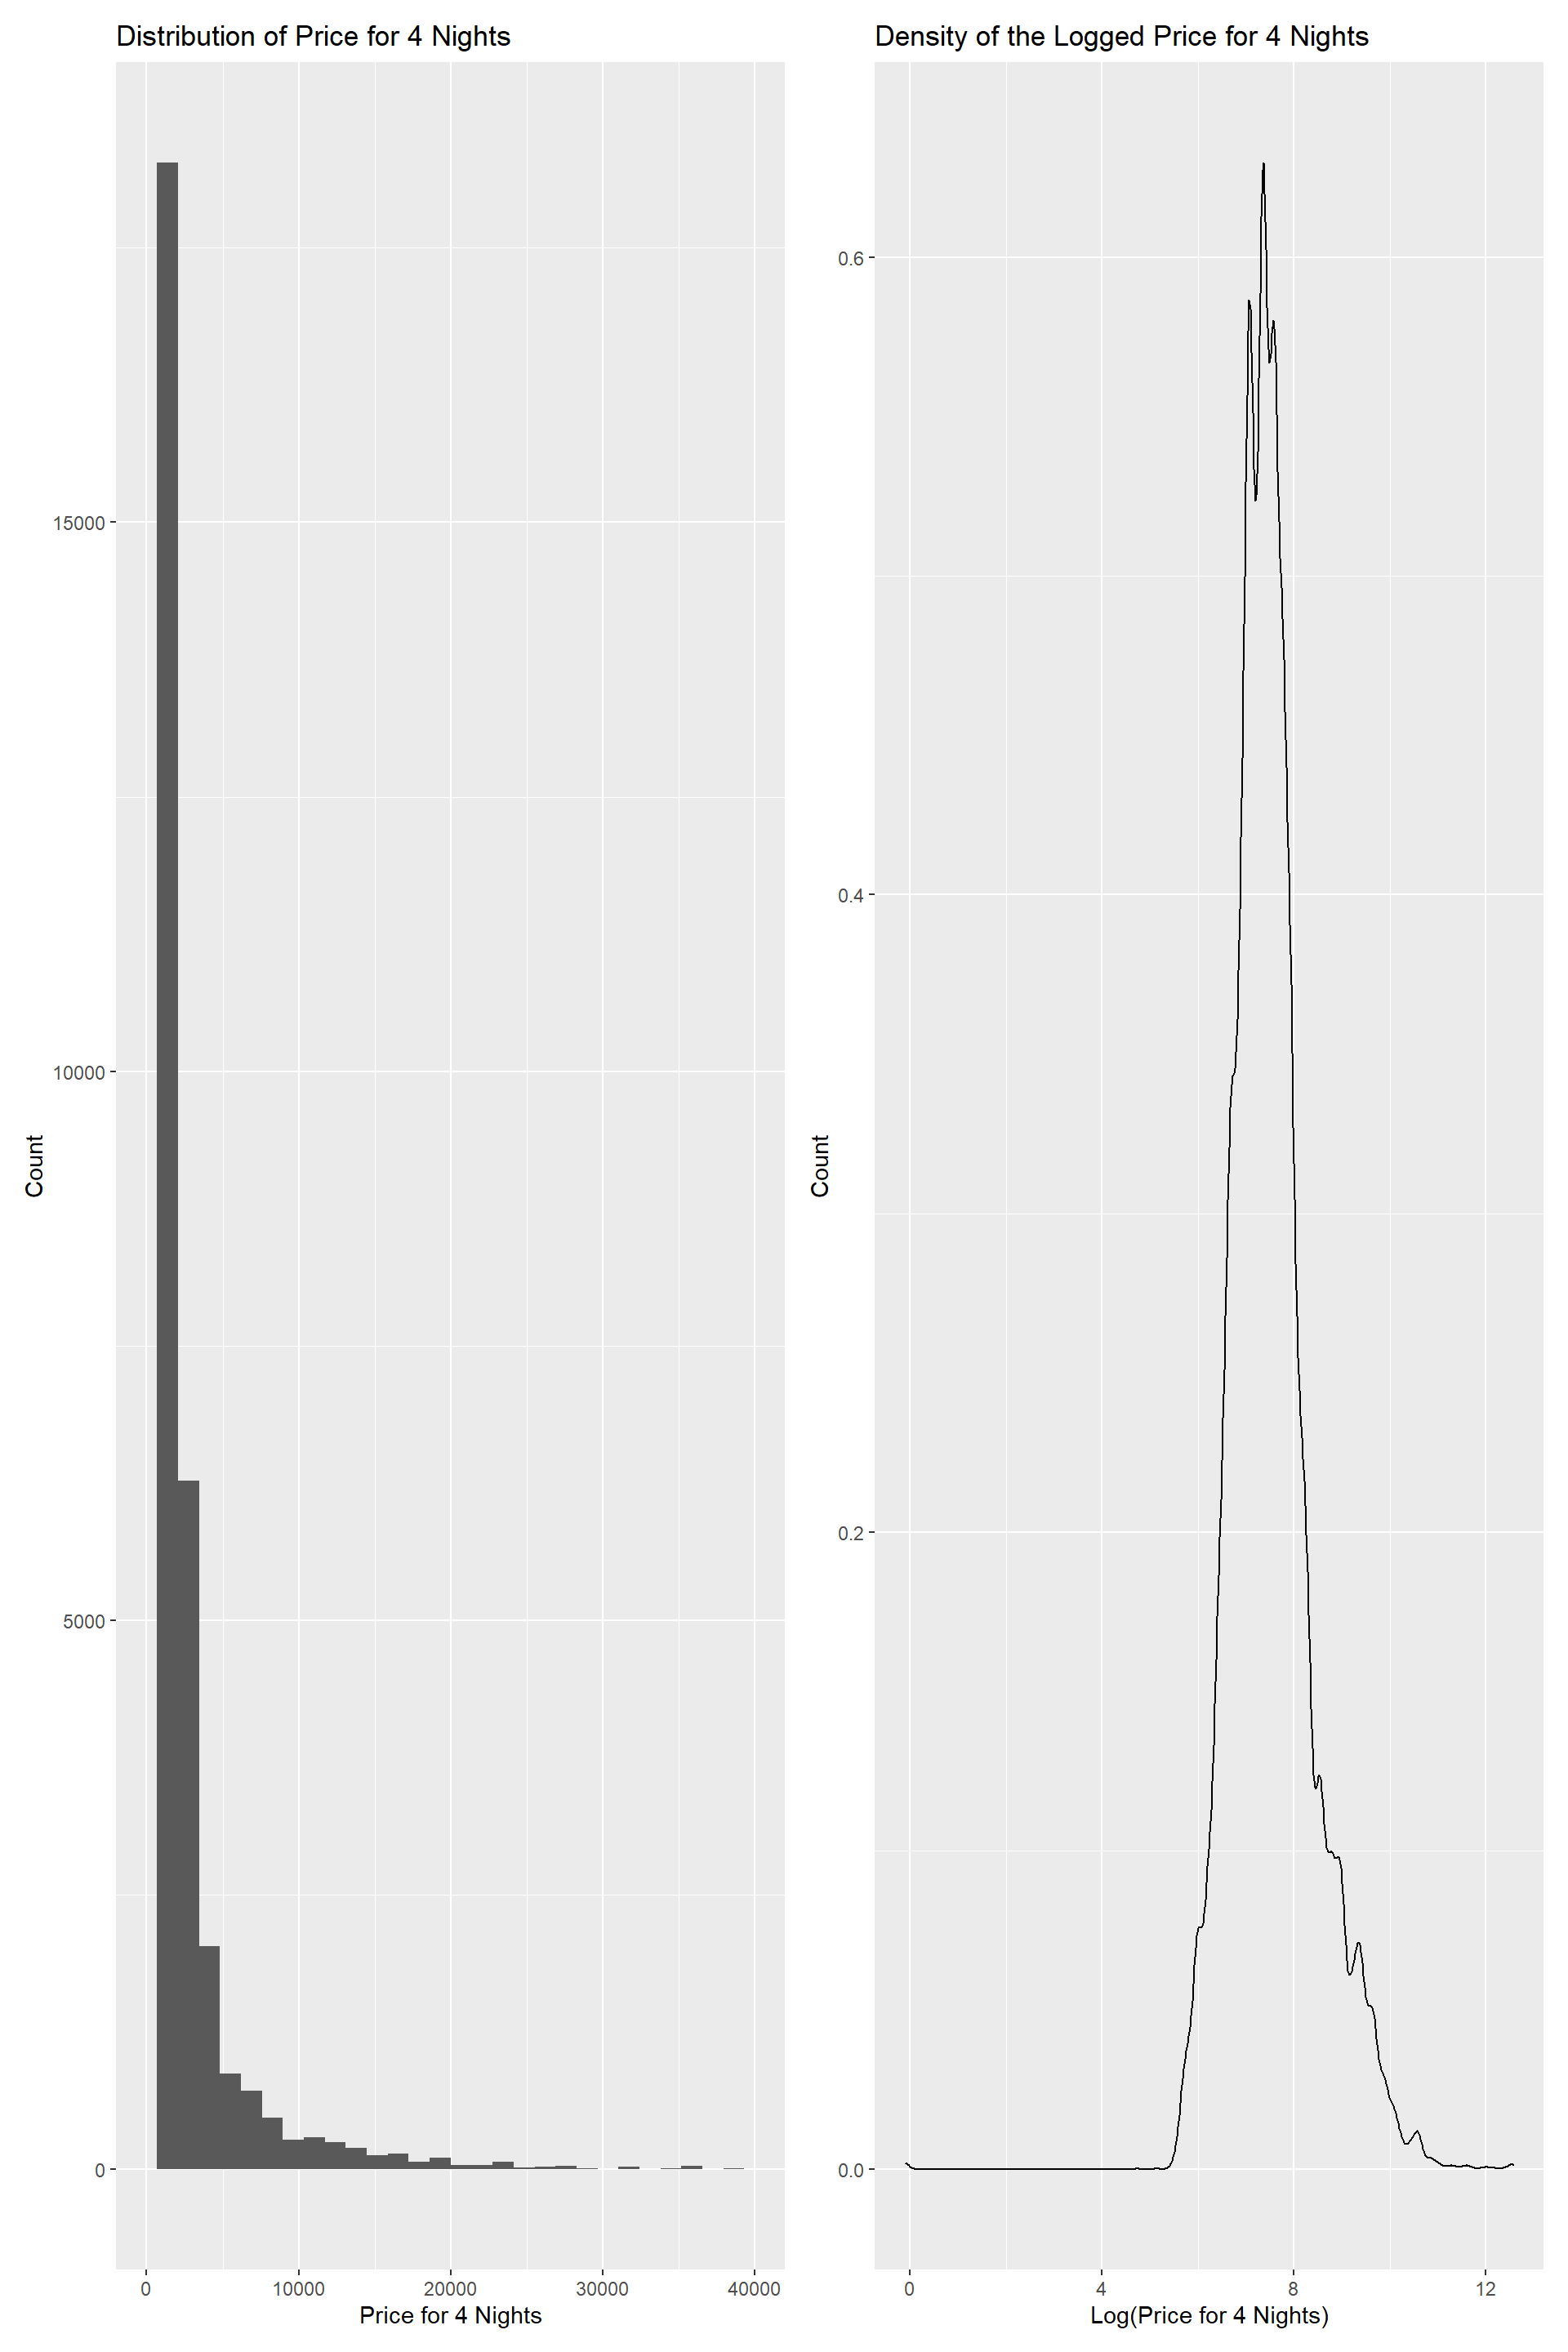 Distribution of Price for 4 Nights
Count
15000
10000
5000
0
0 10000 20000 30000 40000
Price for 4 Nights
Density of the Logged Price for 4 Nights
Count
0.6
0.4
0.2
0.0
0 4 8 12
Log(Price for 4 Nights)